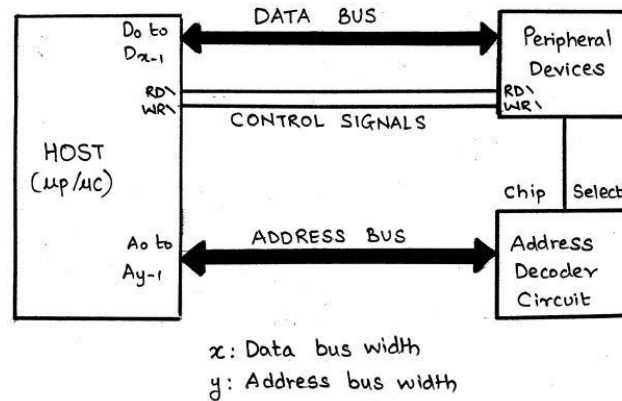 DATA BUS
D0 to
Dx-1
Peripheral
Devices
RD\
WR\
RD\
WR\
CONTROL SIGNALS
HOST
(μp/μc)
Chip Select
A0 to
Ay-1
ADDRESS BUS
Address
Decoder
Circuit
x: Data bus width
y: Address bus width